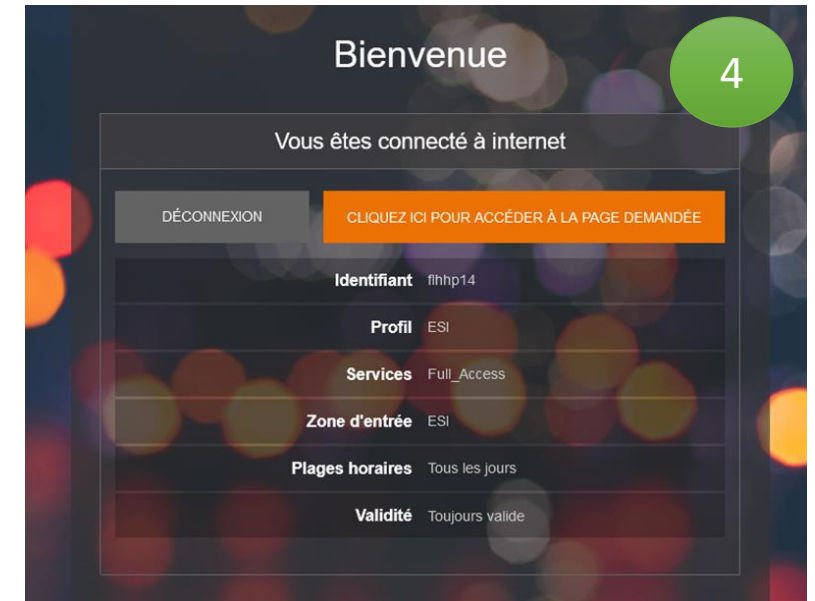 Bienvenue
4
Vous êtes connecté à internet
DÉCONNEXION
CLIQUEZ ICI POUR ACCÉDER À LA PAGE DEMANDÉE
Identifiant flhhp14
Profil ESI
Services Full_Access
Zone d'entrée ESI
Plages horaires Tous les jours
Validité Toujours valide